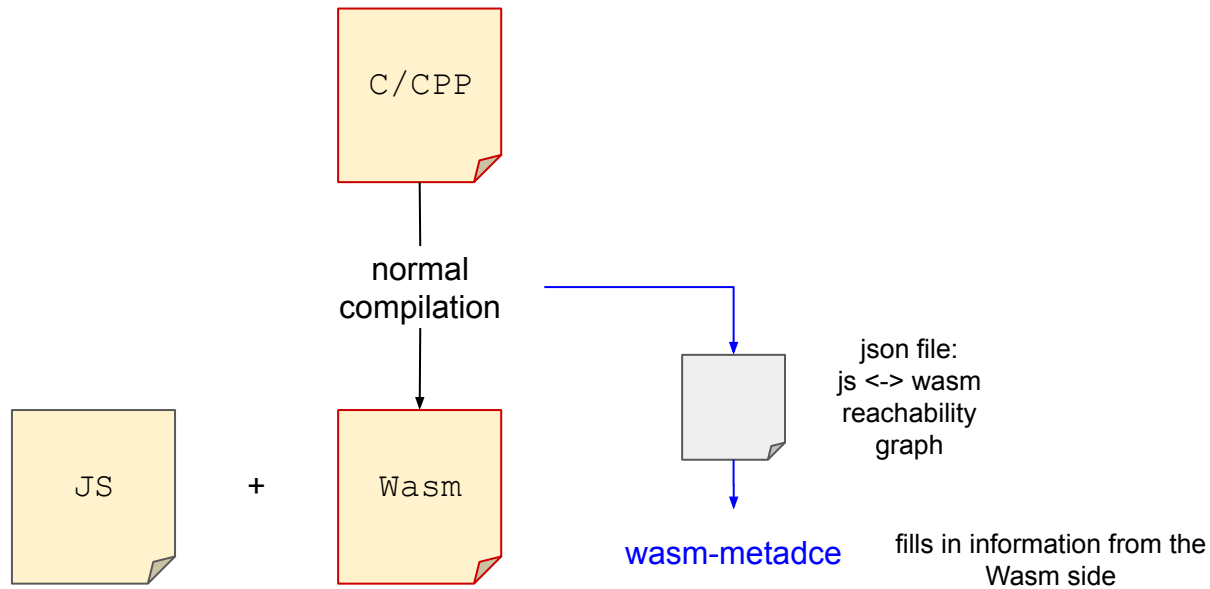 C/CPP
normal
compilation
json file:
js <-> wasm
reachability
graph
JS
+
Wasm
wasm-metadce
fills in information from the
Wasm side